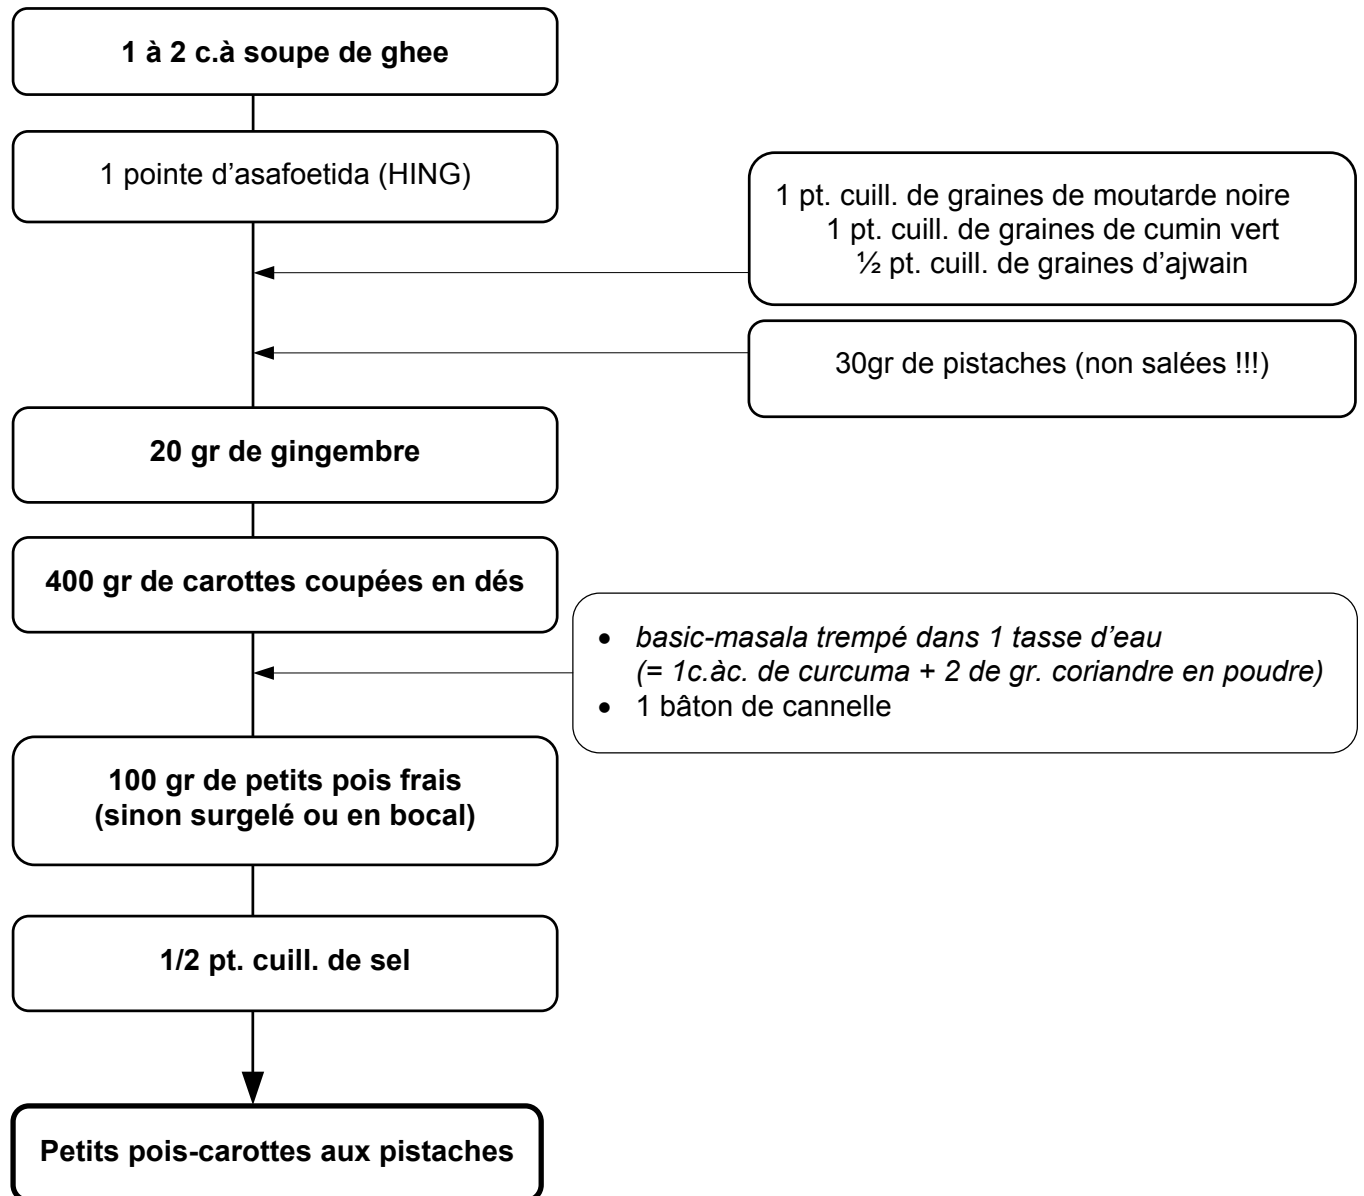 1 à 2 c.à soupe de ghee
1 pointe d’asafoetida (HING)
1 pt. cuill. de graines de moutarde noire
1 pt. cuill. de graines de cumin vert
½ pt. cuill. de graines d’ajwain
30gr de pistaches (non salées !!!)
20 gr de gingembre
400 gr de carottes coupées en dés
• basic-masala trempé dans 1 tasse d’eau
(= 1c.àc. de curcuma + 2 de gr. coriandre en poudre)
• 1 bâton de cannelle
100 gr de petits pois frais
(sinon surgelé ou en bocal)
1/2 pt. cuill. de sel
Petits pois-carottes aux pistaches